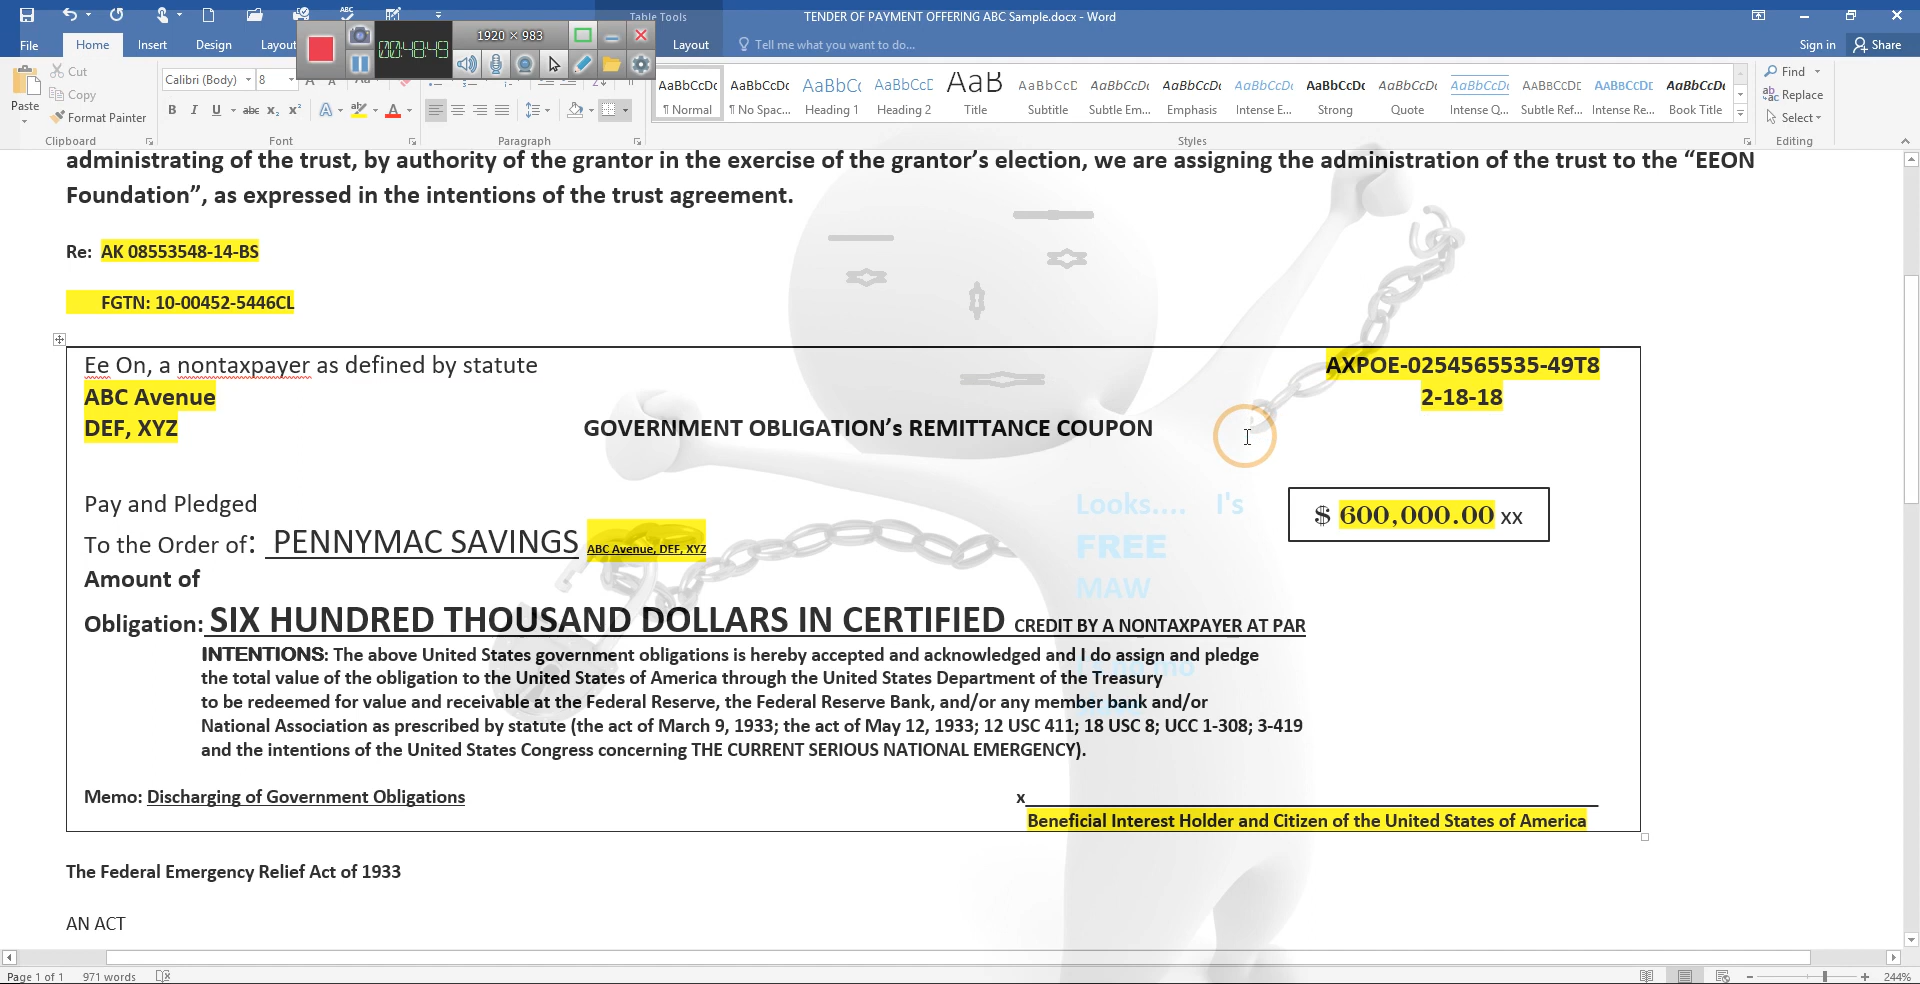 TENDER OF PAYMENT OFFERING ABC Sample.docx - Word
Table Tools
File Home Insert Design Layou Layout Tell me what you want to do... Sign in Share
1920 × 983
00:48:49
Paste
Cut
Copy
Format Painter
Clipboard
Calibri (Body) 8
B I U abc X₂ X²
Font
Paragraph
AaBbCcDc AaBbCcDc AaBbCc AaBbCcE AaB AaBbCcC AaBbCcDc AaBbCcDc AaBbCcDc AaBbCcDc AaBbCcDc AaBbCcDc AABBCCDE AABBCCDE AaBbCcDc
¶ Normal ¶ No Spac... Heading 1 Heading 2 Title Subtitle Subtle Em... Emphasis Intense E... Strong Quote Intense Q... Subtle Ref... Intense Re... Book Title
Styles
Find
Replace
Select
Editing
administrating of the trust, by authority of the grantor in the exercise of the grantor's election, we are assigning the administration of the trust to the “EEON
Foundation”, as expressed in the intentions of the trust agreement.
Re: AK 08553548-14-BS
FGTN: 10-00452-5446CL
Ee On, a nontaxpayer as defined by statute
AXPOE-0254565535-49T8
ABC Avenue
2-18-18
DEF, XYZ
GOVERNMENT OBLIGATION's REMITTANCE COUPON
Pay and Pledged
Looks.... I's
$ 600,000.00 xx
To the Order of: PENNYMAC SAVINGS ABC Avenue, DEF, XYZ
FREE
Amount of
MAW
Obligation: SIX HUNDRED THOUSAND DOLLARS IN CERTIFIED CREDIT BY A NONTAXPAYER AT PAR
INTENTIONS: The above United States government obligations is hereby accepted and acknowledged and I do assign and pledge
the total value of the obligation to the United States of America through the United States Department of the Treasury
to be redeemed for value and receivable at the Federal Reserve, the Federal Reserve Bank, and/or any member bank and/or
National Association as prescribed by statute (the act of March 9, 1933; the act of May 12, 1933; 12 USC 411; 18 USC 8; UCC 1-308; 3-419
and the intentions of the United States Congress concerning THE CURRENT SERIOUS NATIONAL EMERGENCY).
Memo: Discharging of Government Obligations
x
Beneficial Interest Holder and Citizen of the United States of America
The Federal Emergency Relief Act of 1933
AN ACT
Page 1 of 1 971 words
244%